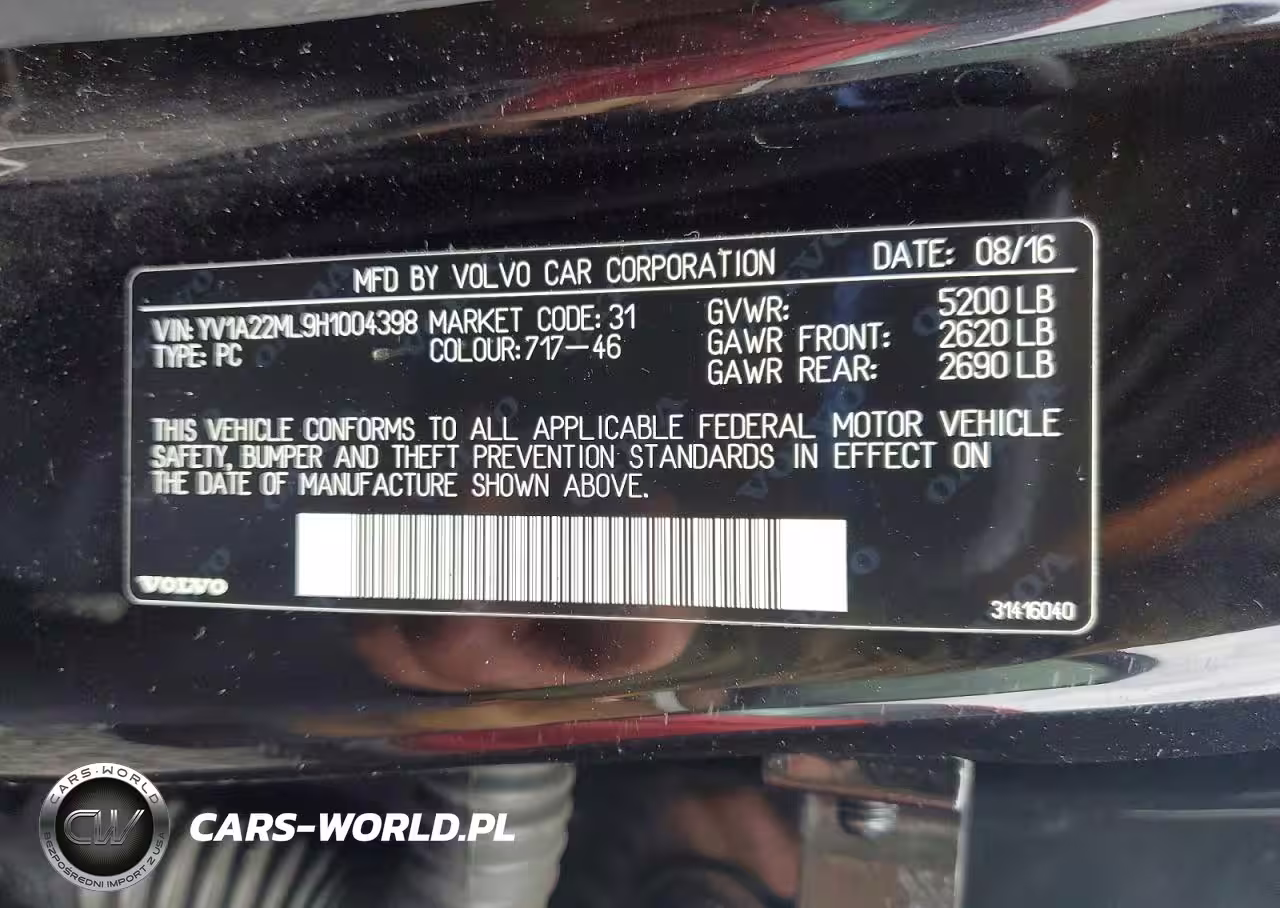 MFD BY VOLVO CAR CORPORATION DATE: 08/16
VIN: YV1A22ML9H1004398 MARKET CODE: 31 GVWR: 5200 LB
TYPE: PC COLOUR: 717-46 GAWR FRONT: 2620 LB
GAWR REAR: 2690 LB
THIS VEHICLE CONFORMS TO ALL APPLICABLE FEDERAL MOTOR VEHICLE
SAFETY, BUMPER AND THEFT PREVENTION STANDARDS IN EFFECT ON
THE DATE OF MANUFACTURE SHOWN ABOVE.
VOLVO
31416040
CARS·WORLD
CW
BEZPOŚREDNI IMPORT Z USA
CARS-WORLD.PL